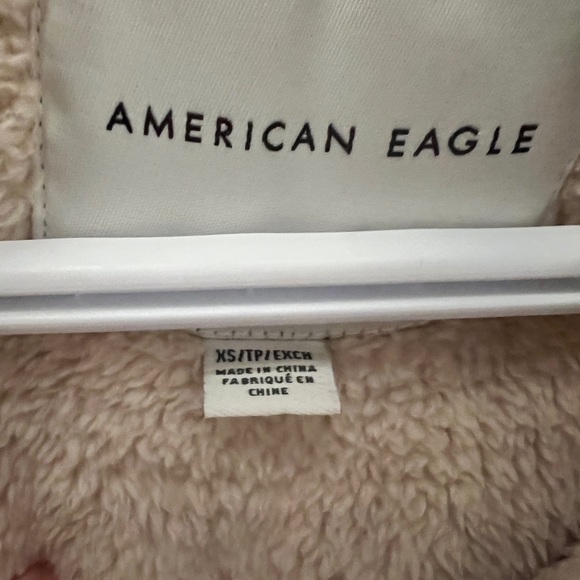 AMERICAN EAGLE
XS/TP/EXCH
MADE IN CHINA
FABRIQUÉ EN
CHINE